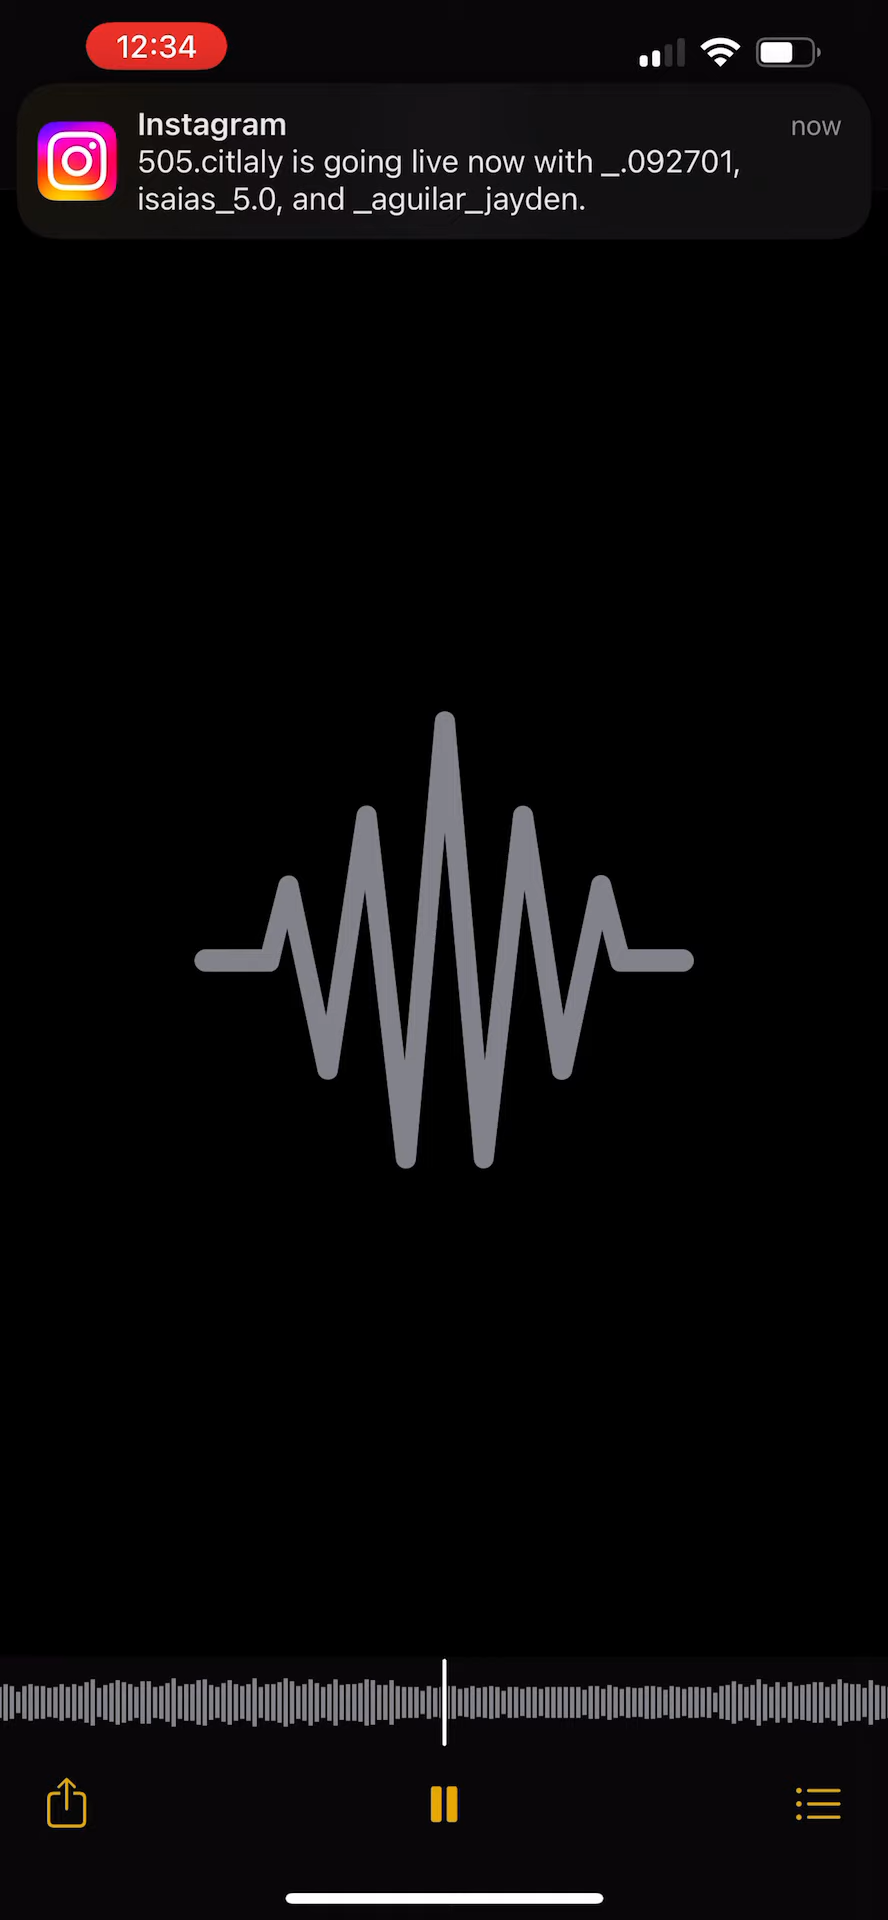 12:34
Instagram
now
505.citlaly is going live now with _.092701,
isaias_5.0, and _aguilar_jayden.